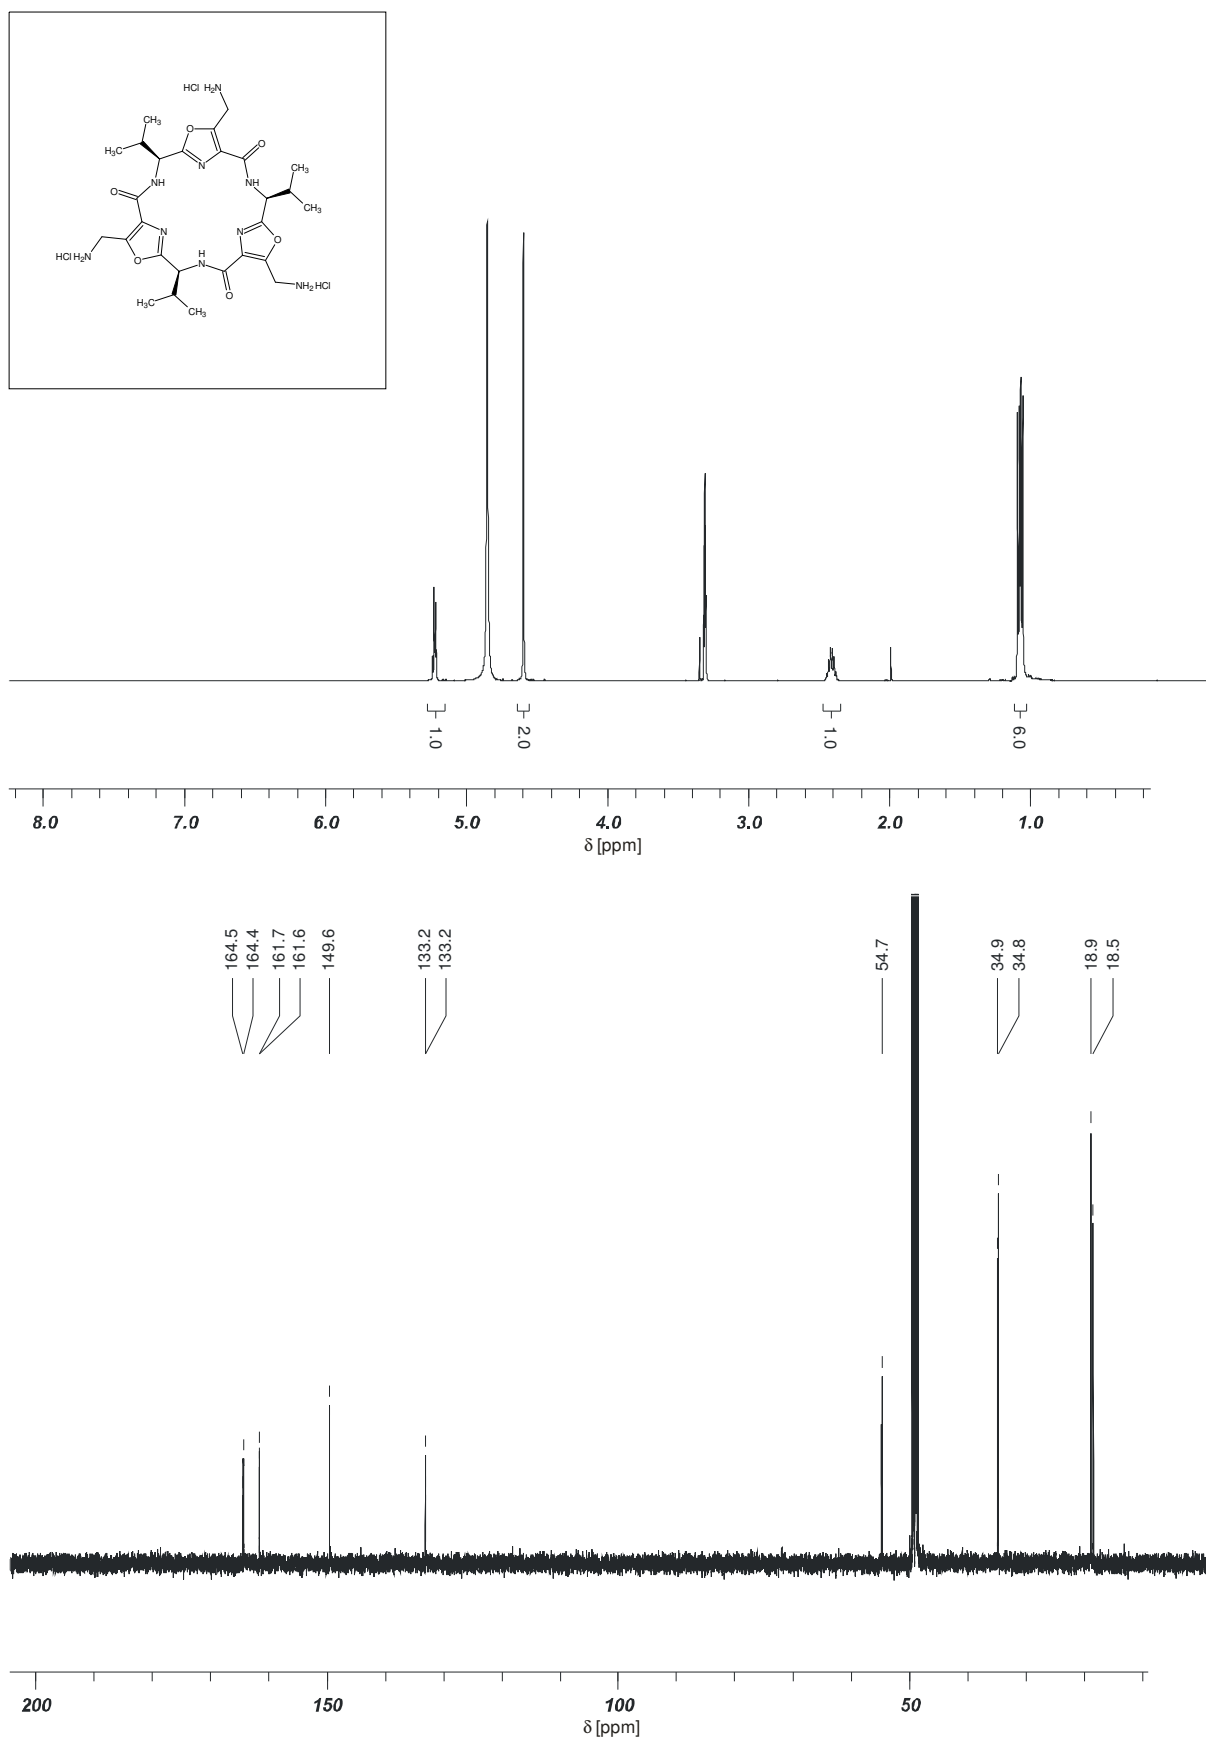 HCl H₂N
CH₃
O
O
H₃C
N
CH₃
NH
NH
O
CH₃
N
N
O
HCl H₂N
O
H
N
NH₂ HCl
O
H₃C
CH₃
1.0
2.0
1.0
6.0
8.0 7.0 6.0 5.0 4.0 3.0 2.0 1.0
δ [ppm]
164.5
164.4
161.7
161.6
149.6
133.2
133.2
54.7
34.9
34.8
18.9
18.5
200 150 100 50
δ [ppm]